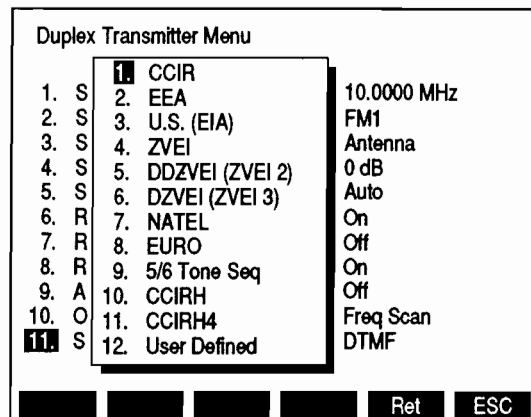 Duplex Transmitter Menu
1. CCIR
2. EEA
3. U.S. (EIA)
4. ZVEI
5. DDZVEI (ZVEI 2)
6. DZVEI (ZVEI 3)
7. NATEL
8. EURO
9. 5/6 Tone Seq
10. CCIRH
11. CCIRH4
12. User Defined
1. S 10.0000 MHz
2. S FM1
3. S Antenna
4. S 0 dB
5. S Auto
6. R On
7. R Off
8. R On
9. A Off
10. O Freq Scan
11. S DTMF
Ret ESC